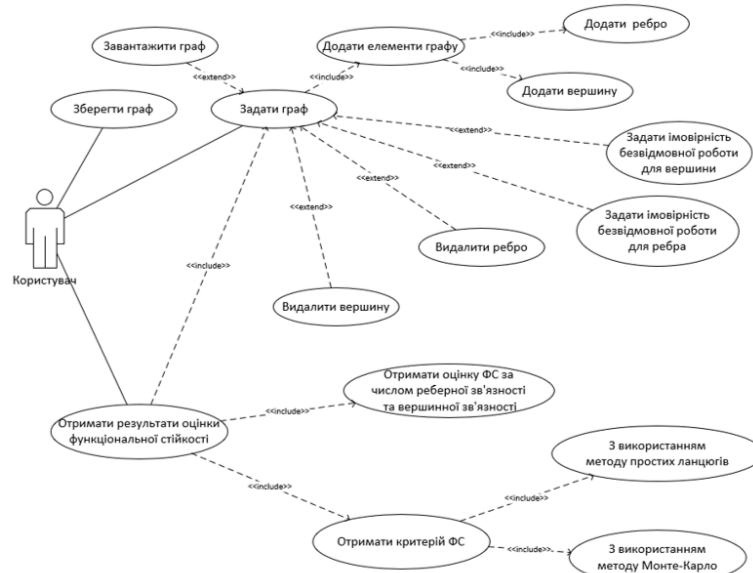 Додати ребро
<<include>>
Завантажити граф
Додати елементи графу
<<include>>
<<extend>>
<<include>>
Додати вершину
Зберегти граф
Задати граф
<<extend>>
Задати імовірність
безвідмовної роботи
для вершини
<<extend>>
<<extend>>
<<extend>>
Задати імовірність
безвідмовної роботи
для ребра
Видалити ребро
<<include>>
Користувач
Видалити вершину
Отримати оцінку ФС за
числом реберної зв'язності
та вершинної зв'язності
<<include>>
Отримати результати оцінки
функціональної стійкості
З використанням
методу простих ланцюгів
<<include>>
<<include>>
Отримати критерій ФС
<<include>>
З використанням
методу Монте-Карло